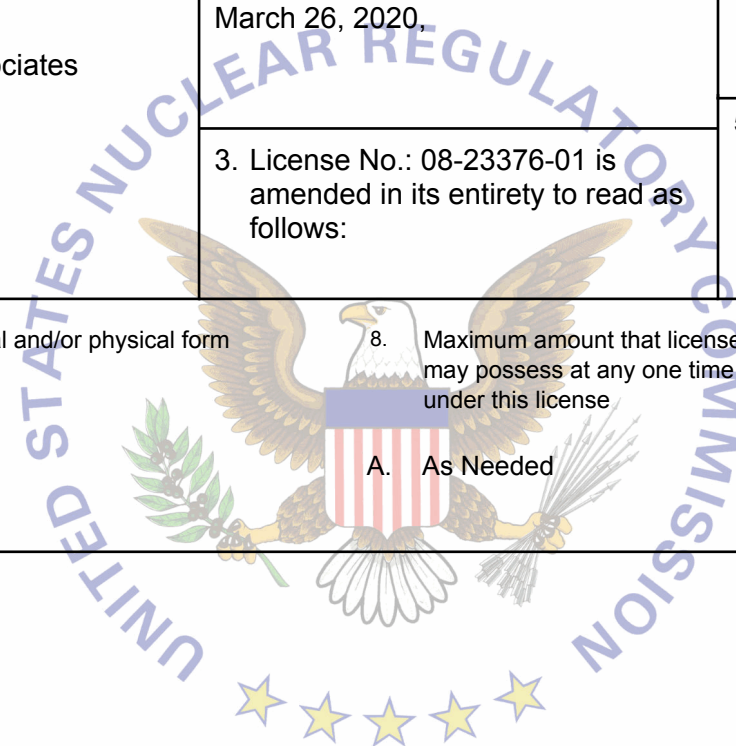 March 26, 2020,
ociates
3. License No.: 08-23376-01 is
amended in its entirety to read as
follows:
and/or physical form
8. Maximum amount that license
may possess at any one time
under this license
A. As Needed
UNITED STATES NUCLEAR REGULATORY COMMISSION